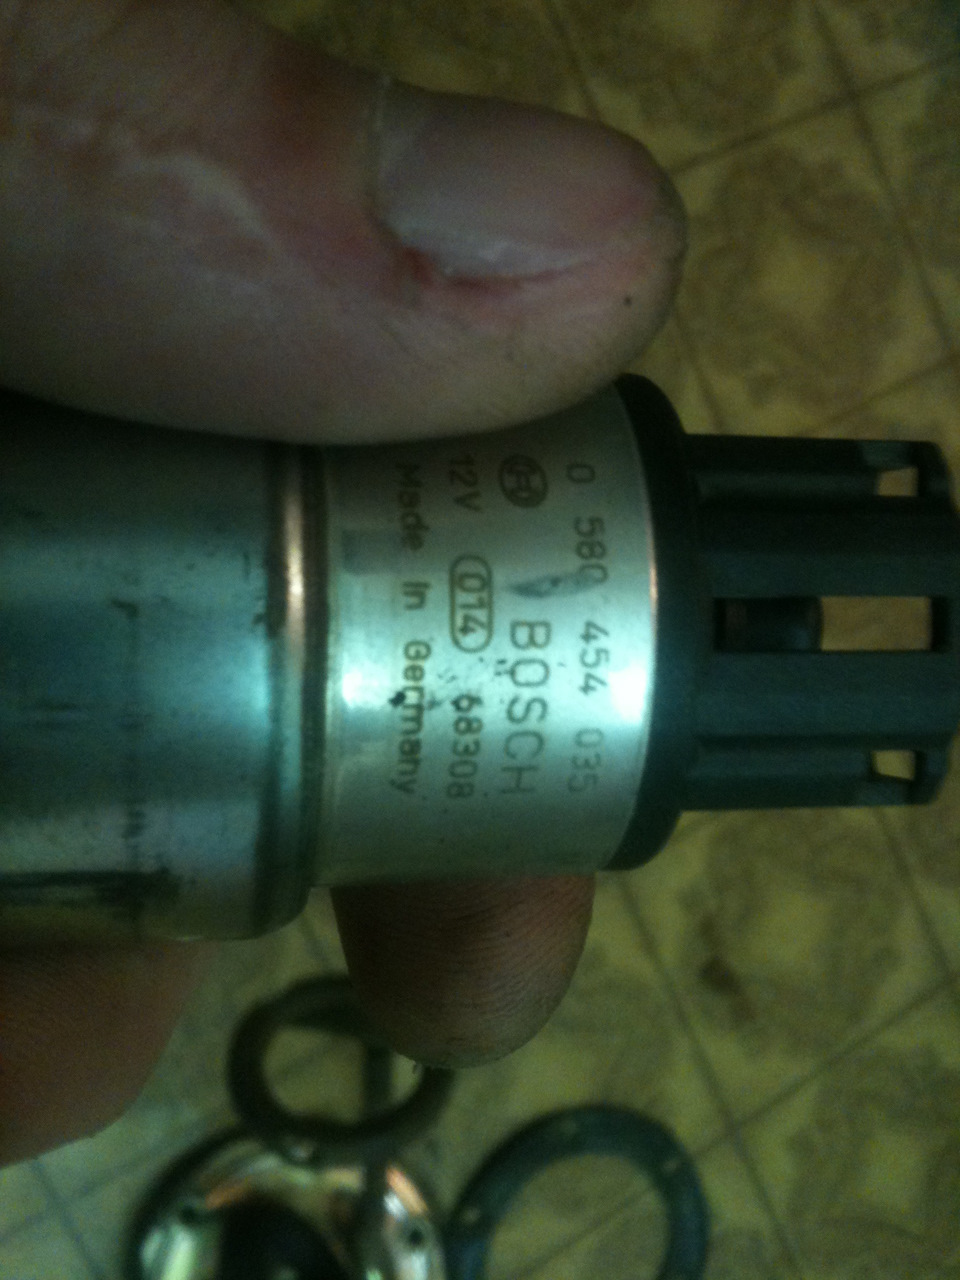 0 580 454 035
BOSCH
12V 014 68308
Made in Germany